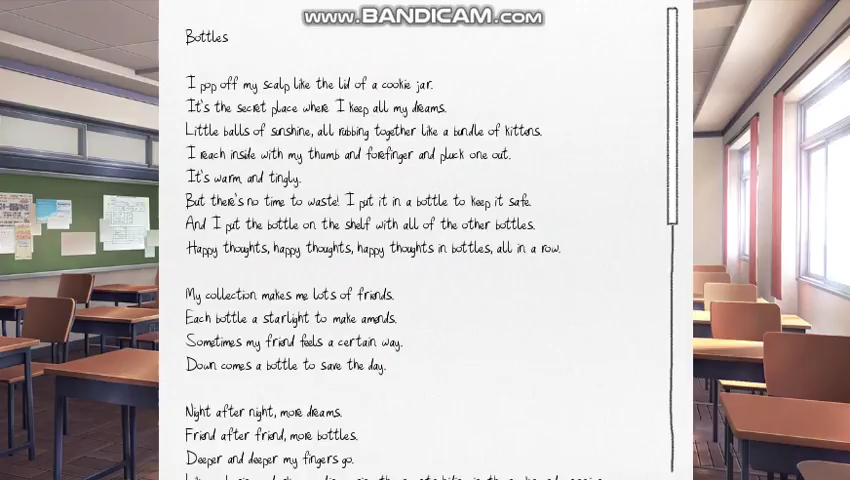 www.BANDICAM.com
Bottles
I pop off my scalp like the lid of a cookie jar.
It's the secret place where I keep all my dreams.
Little balls of sunshine, all rubbing together like a bundle of kittens.
I reach inside with my thumb and forefinger and pluck one out.
It's warm and tingly.
But there's no time to waste! I put it in a bottle to keep it safe.
And I put the bottle on the shelf with all of the other bottles.
Happy thoughts, happy thoughts, happy thoughts in bottles, all in a row.
My collection makes me lots of friends.
Each bottle a starlight to make amends.
Sometimes my friend feels a certain way.
Down comes a bottle to save the day.
Night after night, more dreams.
Friend after friend, more bottles.
Deeper and deeper my fingers go.